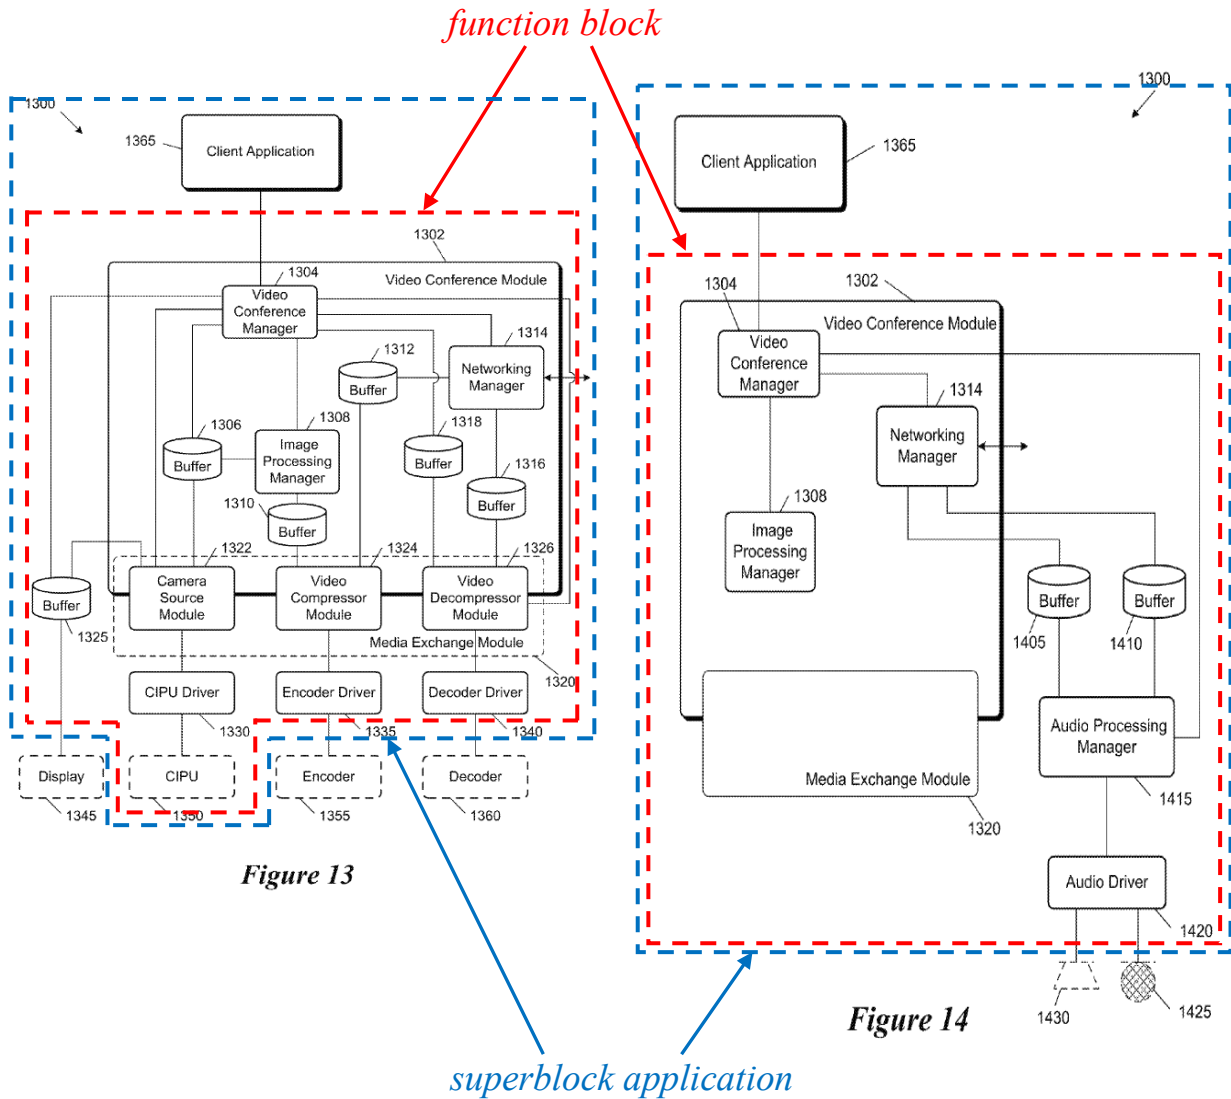 function block
1300
1365
Client Application
1302
Video Conference Module
1304
Video
Conference
Manager
1314
Networking
Manager
1312
Buffer
1306
Buffer
1308
Image
Processing
Manager
1318
Buffer
1316
Buffer
1310
Buffer
1322
Camera
Source
Module
1324
Video
Compressor
Module
1326
Video
Decompressor
Module
Media Exchange Module
1320
Buffer
1325
CIPU Driver
1330
Encoder Driver
1335
Decoder Driver
1340
Display
1345
CIPU
1350
Encoder
1355
Decoder
1360
Figure 13
1300
Client Application
1365
1302
Video Conference Module
1304
Video
Conference
Manager
1314
Networking
Manager
1308
Image
Processing
Manager
Buffer
1405
Buffer
1410
Audio Processing
Manager
1415
Media Exchange Module
1320
Audio Driver
1420
1430
1425
Figure 14
superblock application